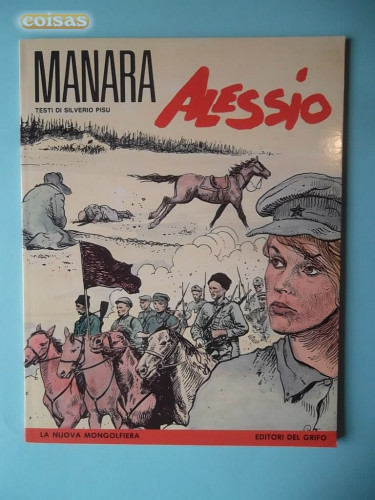 coisas
MANARA
TESTI DI SILVERIO PISU
ALESSIO
LA NUOVA MONGOLFIERA
EDITORI DEL GRIFO